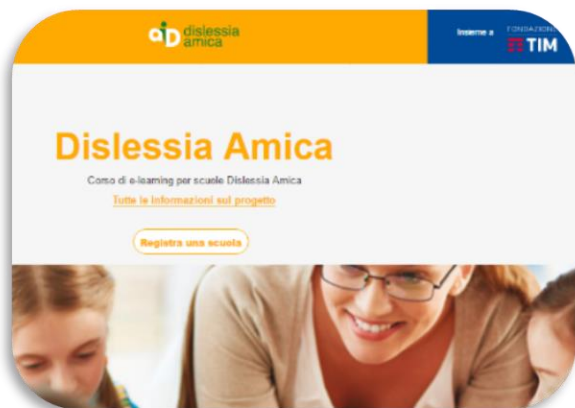 aiD dislessia
amica
Insieme a
FONDAZIONE
TIM
Dislessia Amica
Corso di e-learning per scuole Dislessia Amica
Tutte le informazioni sul progetto
Registra una scuola